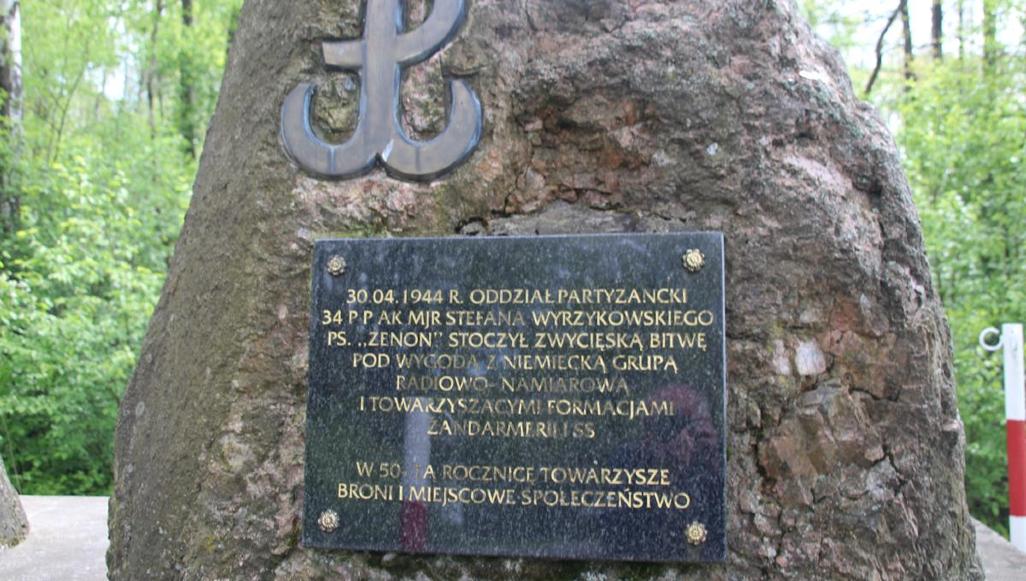 30.04.1944 R. ODDZIAŁ PARTYZANCKI
34 P P AK MJR STEFANA WYRZYKOWSKIEGO
PS. „ZENON” STOCZYŁ ZWYCIĘSKĄ BITWĘ
POD WYGODĄ Z NIEMIECKĄ GRUPĄ
RADIOWO-NAMIAROWĄ
I TOWARZYSZĄCYMI FORMACJAMI
ŻANDARMERII I SS
W 50-TĄ ROCZNICĘ TOWARZYSZE
BRONI I MIEJSCOWE SPOŁECZEŃSTWO